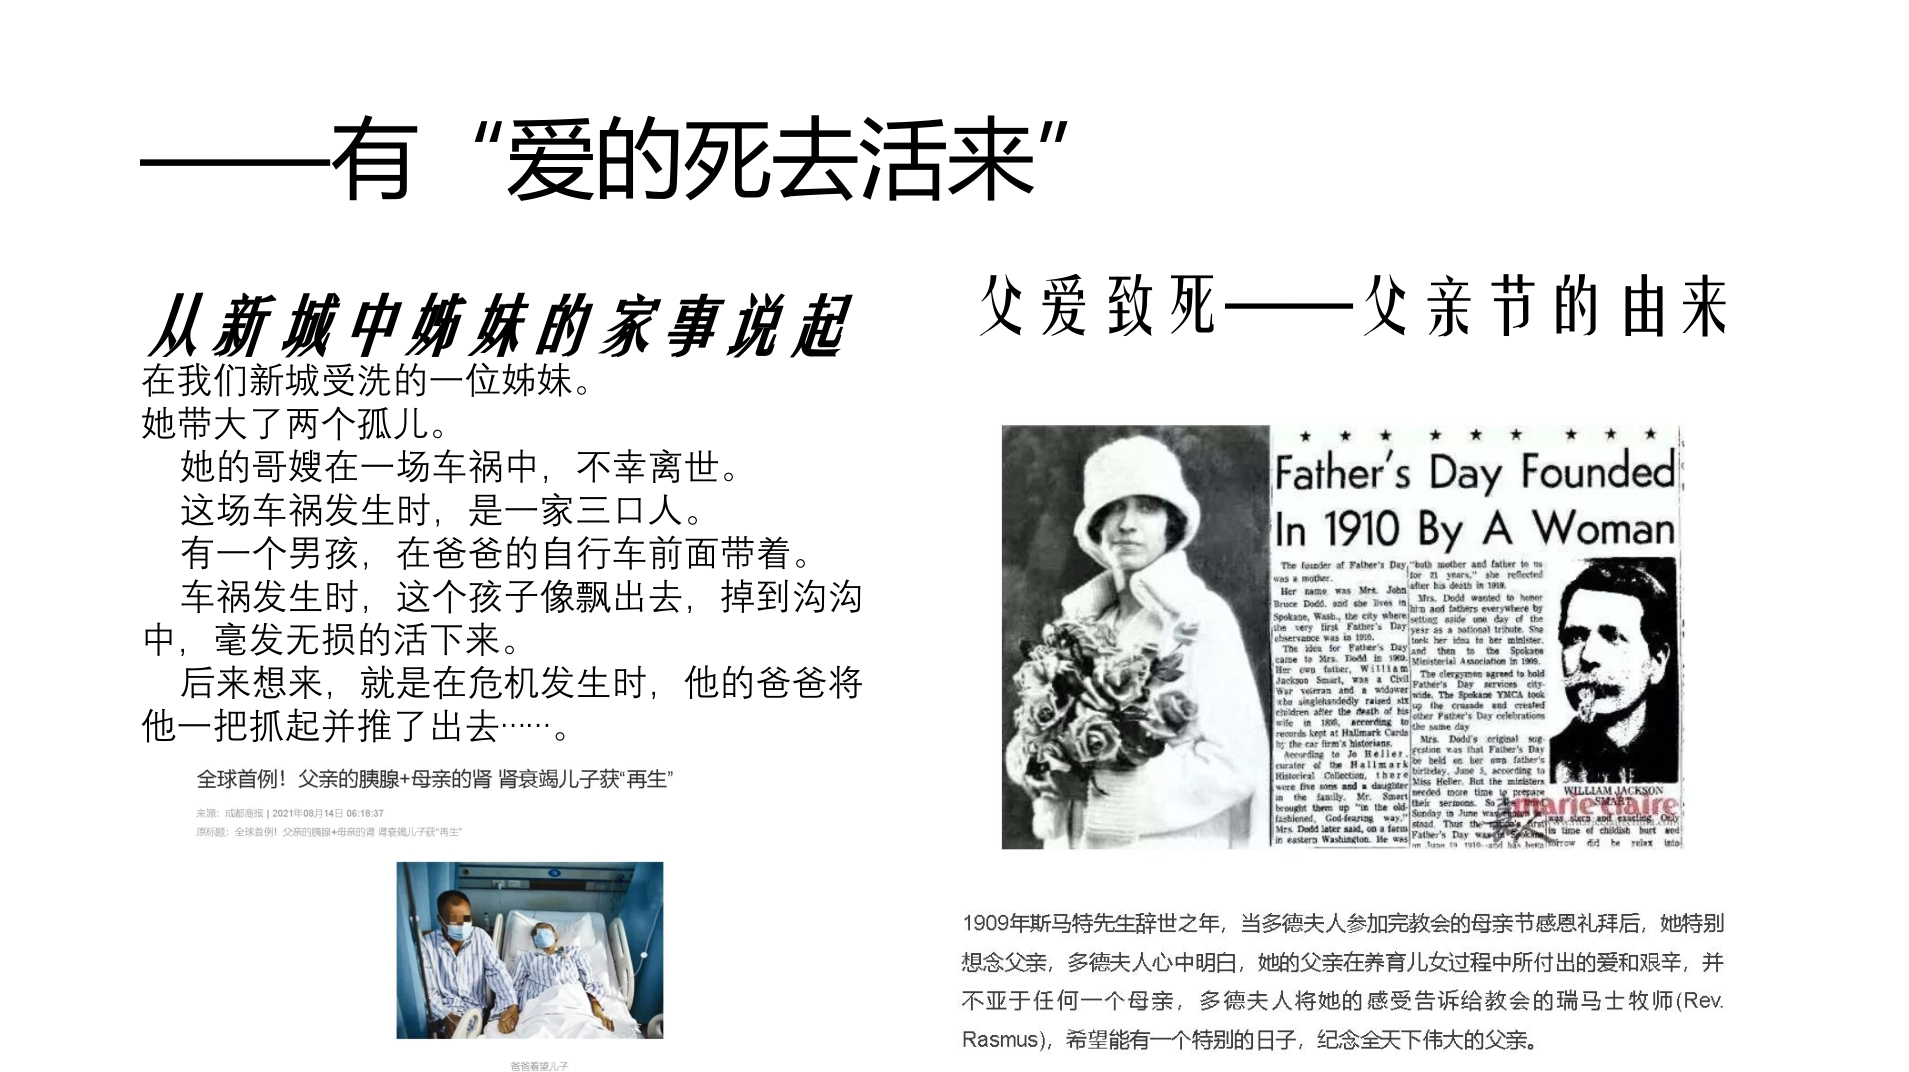 ——有“爱的死去活来”
从新城中姊妹的家事说起
在我们新城受洗的一位姊妹。
她带大了两个孤儿。
她的哥嫂在一场车祸中，不幸离世。
这场车祸发生时，是一家三口人。
有一个男孩，在爸爸的自行车前面带着。
车祸发生时，这个孩子像飘出去，掉到沟沟
中，毫发无损的活下来。
后来想来，就是在危机发生时，他的爸爸将
他一把抓起并推了出去……。
全球首例！父亲的胰腺+母亲的肾 肾衰竭儿子获“再生”
来源：成都商报 | 2021年08月14日 06:18:37
原标题：全球首例！父亲的胰腺+母亲的肾 肾衰竭儿子获“再生”
爸爸看望儿子
父爱致死——父亲节的由来
Father's Day Founded
In 1910 By A Woman
The founder of Father's Day,
was a mother.
Her name was Mrs. John
Bruce Dodd, and she lives in
Spokane, Wash., the city where
the very first Father's Day
observance was in 1910.
The idea for Father's Day
came to Mrs. Dodd in 1909.
Her own father, William
Jackson Smart, was a Civil
War veteran and a widower
who singlehandedly raised six
children after the death of his
wife in 1898, according to
records kept at Hallmark Cards
by the car firm's historians.
According to Jo Heller,
curator of the Hallmark
Historical Collection, there
were five sons and a daughter
in the family. Mr. Smart
brought them up "in the old-
fashioned, God-fearing way,"
Mrs. Dodd later said, on a farm
in eastern Washington. He was
"both mother and father to us
for 21 years," she reflected
after his death in 1919.
Mrs. Dodd wanted to honor
him and fathers everywhere by
setting aside one day of the
year as a national tribute. She
took her idea to her minister,
and then to the Spokane
Ministerial Association in 1909.
The clergymen agreed to hold
Father's Day services city-
wide. The Spokane YMCA took
up the crusade and created
other Father's Day celebrations
the same day
Mrs. Dodd's original sug-
gestion was that Father's Day
be held on her own father's
birthday, June 5, according to
Miss Heller. But the ministers
needed more time to prepare
their sermons. So
Sunday in June was
stead. Thus the first
Father's Day was in Spokane
on June 19, 1910—and has been
WILLIAM JACKSON
SMART
marie claire
was stern and exacting. Only
in time of childish hurt and
sorrow did he relax into
1909年斯马特先生辞世之年，当多德夫人参加完教会的母亲节感恩礼拜后，她特别
想念父亲，多德夫人心中明白，她的父亲在养育儿女过程中所付出的爱和艰辛，并
不亚于任何一个母亲，多德夫人将她的感受告诉给教会的瑞马士牧师(Rev.
Rasmus)，希望能有一个特别的日子，纪念全天下伟大的父亲。